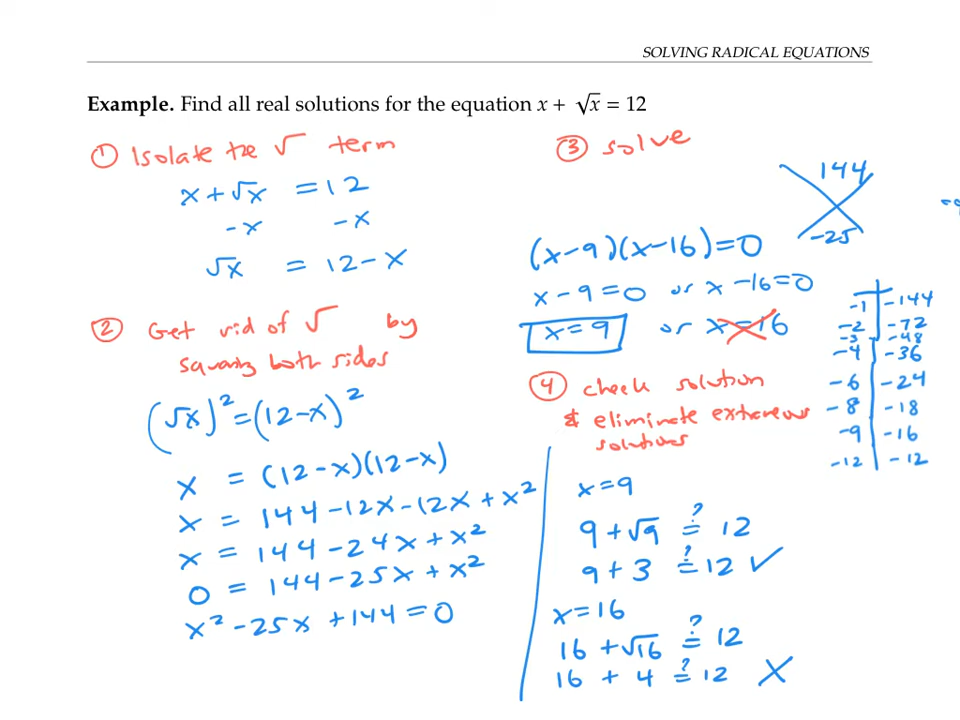 SOLVING RADICAL EQUATIONS
Example. Find all real solutions for the equation x + √x = 12
① Isolate the √ term
x + √x = 12
-x -x
√x = 12 - x
② Get rid of √ by
squaring both sides
(√x)² = (12-x)²
x = (12-x)(12-x)
x = 144 - 12x - 12x + x²
x = 144 - 24x + x²
0 = 144 - 25x + x²
x² - 25x + 144 = 0
③ solve
144
-25
(x-9)(x-16) = 0
x - 9 = 0 or x - 16 = 0
x = 9 or x = 16
-1 -144
-2 -72
-3 -48
-4 -36
-6 -24
-8 -18
-9 -16
-12 -12
④ check solution
& eliminate extraneous
solutions
x = 9
9 + √9 ≟ 12
9 + 3 ≟ 12 ✓
x = 16
16 + √16 ≟ 12
16 + 4 ≟ 12 X